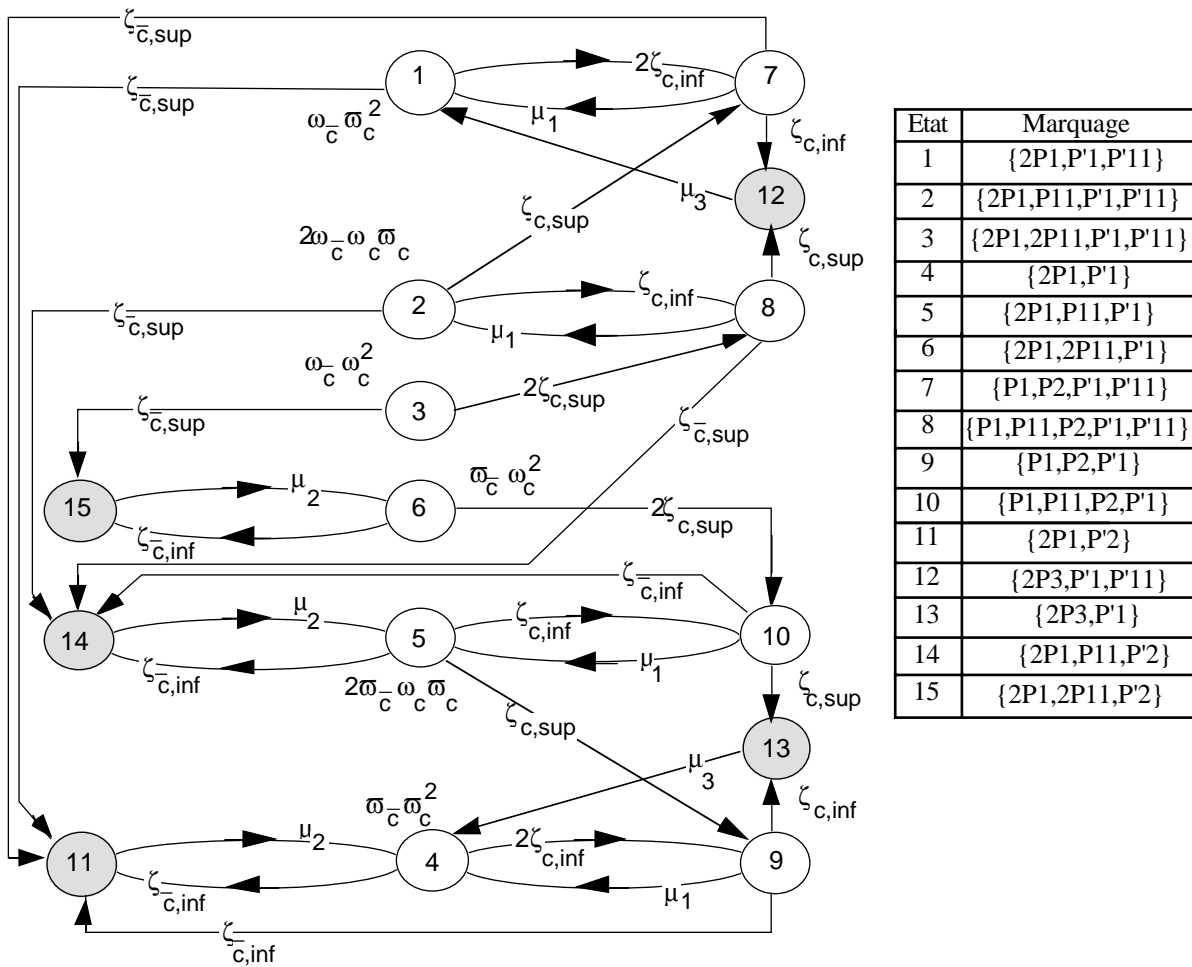 ζc̅,sup
1
2ζc,inf
7
ζc̅,sup
ωc̅ ϖc²
μ1
ζc,inf
μ3
12
ζc,sup
2ωc̅ ωc ϖc
ζc,sup
2
ζc,inf
8
ζc̅,sup
μ1
ωc̅ ωc²
3
2ζc,sup
ζc̅,sup
ζc̅,sup
15
μ2
6
ϖc̅ ωc²
2ζc,sup
ζc̅,inf
ζc̅,inf
14
μ2
5
ζc,inf
10
ζc̅,inf
μ1
2ϖc̅ ωc ϖc
ζc,sup
ζc,sup
13
μ3
ϖc̅ ϖc²
ζc,inf
11
μ2
4
2ζc,inf
9
ζc̅,inf
μ1
ζc̅,inf
Etat Marquage
1 {2P1,P'1,P'11}
2 {2P1,P11,P'1,P'11}
3 {2P1,2P11,P'1,P'11}
4 {2P1,P'1}
5 {2P1,P11,P'1}
6 {2P1,2P11,P'1}
7 {P1,P2,P'1,P'11}
8 {P1,P11,P2,P'1,P'11}
9 {P1,P2,P'1}
10 {P1,P11,P2,P'1}
11 {2P1,P'2}
12 {2P3,P'1,P'11}
13 {2P3,P'1}
14 {2P1,P11,P'2}
15 {2P1,2P11,P'2}